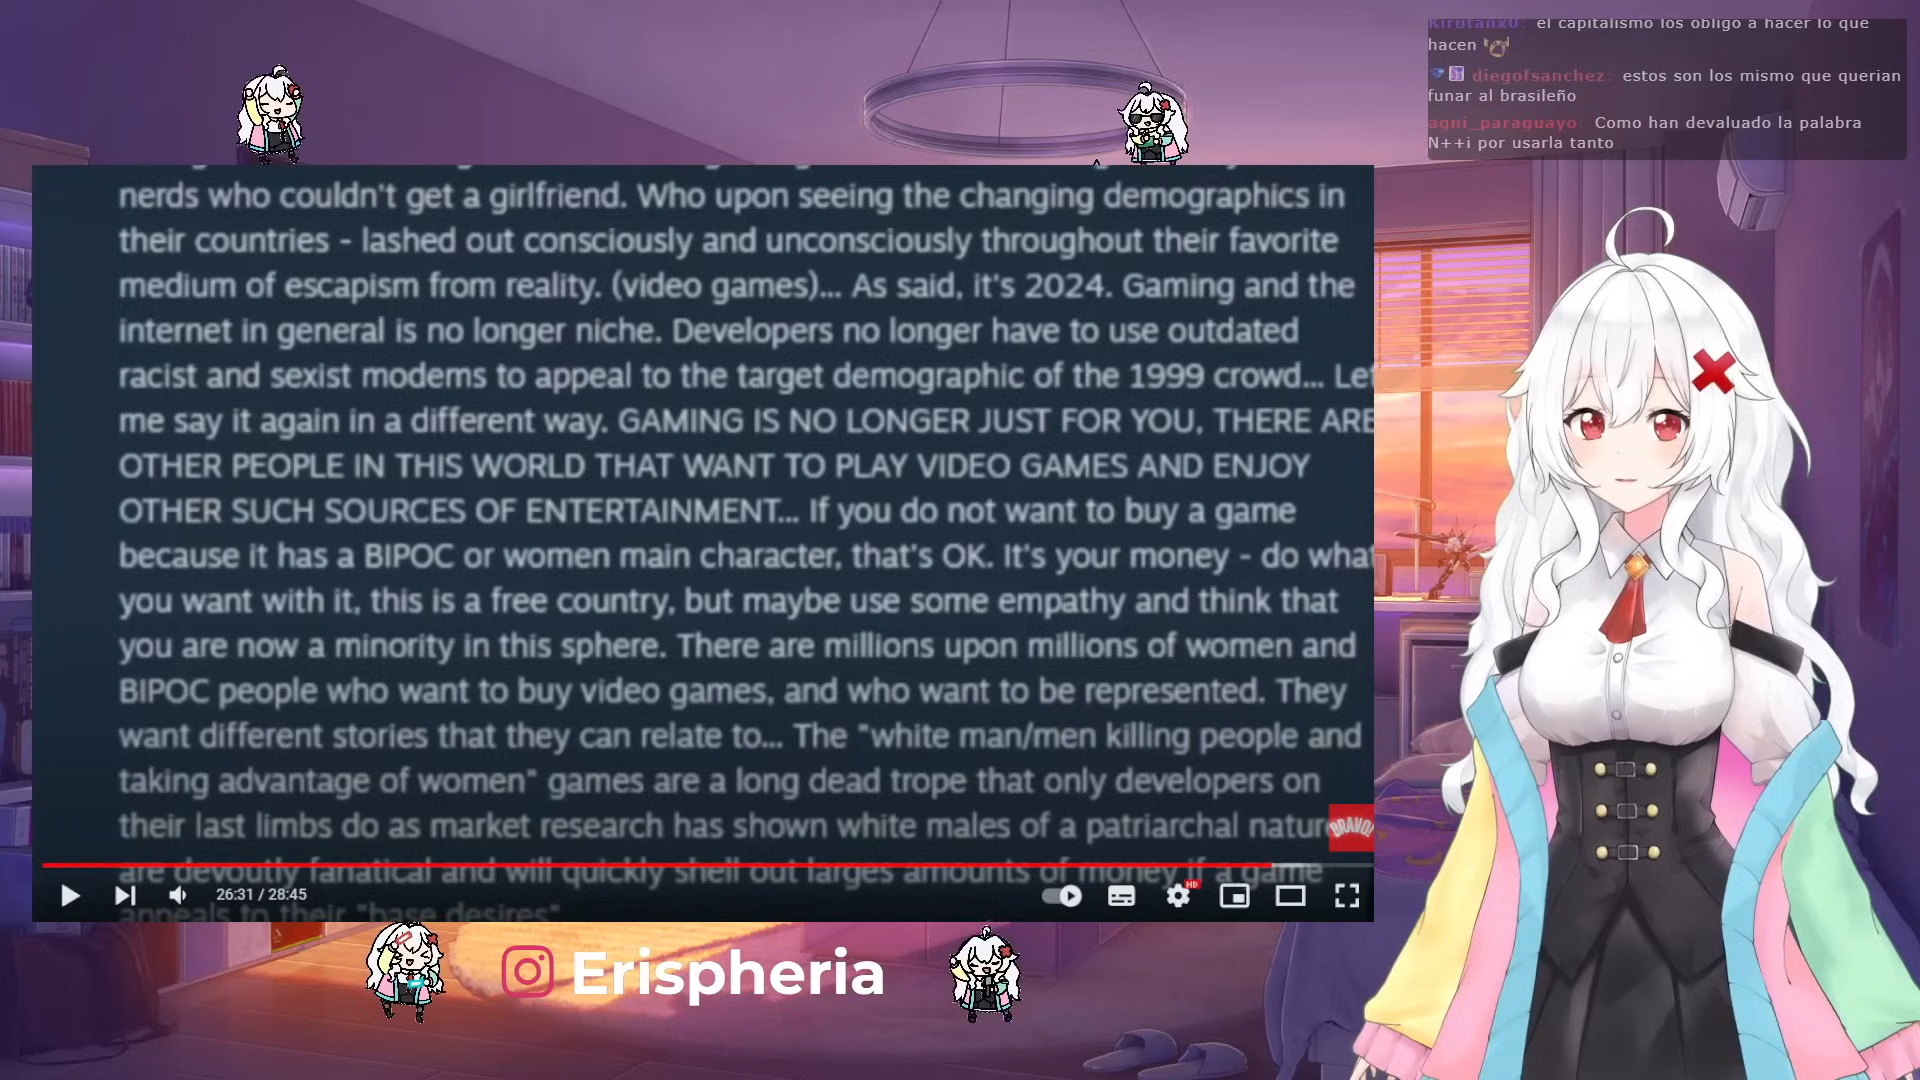 Kirutanxu: el capitalismo los obligo a hacer lo que
hacen
diegofsanchez: estos son los mismo que querian
funar al brasileño
agni_paraguayo: Como han devaluado la palabra
N++i por usarla tanto
nerds who couldn't get a girlfriend. Who upon seeing the changing demographics in
their countries - lashed out consciously and unconsciously throughout their favorite
medium of escapism from reality. (video games)... As said, it's 2024. Gaming and the
internet in general is no longer niche. Developers no longer have to use outdated
racist and sexist modems to appeal to the target demographic of the 1999 crowd... Let
me say it again in a different way. GAMING IS NO LONGER JUST FOR YOU, THERE ARE
OTHER PEOPLE IN THIS WORLD THAT WANT TO PLAY VIDEO GAMES AND ENJOY
OTHER SUCH SOURCES OF ENTERTAINMENT... If you do not want to buy a game
because it has a BIPOC or women main character, that's OK. It's your money - do what
you want with it, this is a free country, but maybe use some empathy and think that
you are now a minority in this sphere. There are millions upon millions of women and
BIPOC people who want to buy video games, and who want to be represented. They
want different stories that they can relate to... The "white man/men killing people and
taking advantage of women" games are a long dead trope that only developers on
their last limbs do as market research has shown white males of a patriarchal natur
BRAVO!
are devoutly fanatical and will quickly shell out larges amounts of money if a game
appeals to their "base desires"
26:31 / 28:45
HD
Erispheria